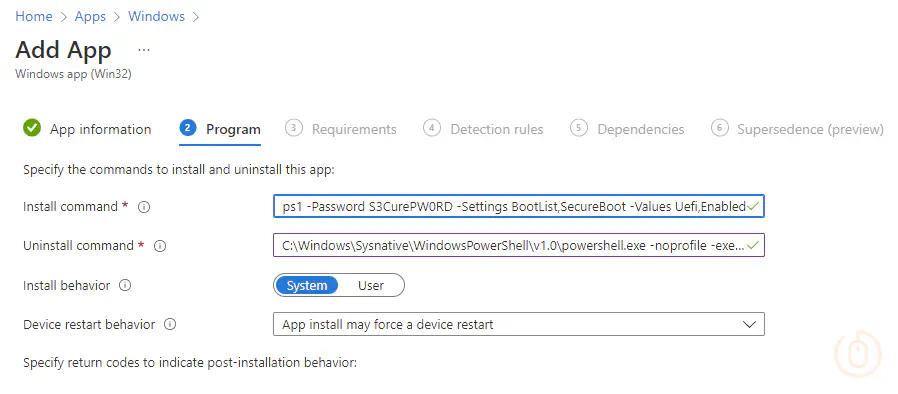 Home > Apps > Windows >
Add App ...
Windows app (Win32)
App information 2 Program 3 Requirements 4 Detection rules 5 Dependencies 6 Supersedence (preview)
Specify the commands to install and uninstall this app:
Install command * ps1 -Password S3CurePW0RD -Settings BootList,SecureBoot -Values Uefi,Enabled
Uninstall command * C:\Windows\Sysnative\WindowsPowerShell\v1.0\powershell.exe -noprofile -exe...
Install behavior System User
Device restart behavior App install may force a device restart
Specify return codes to indicate post-installation behavior: